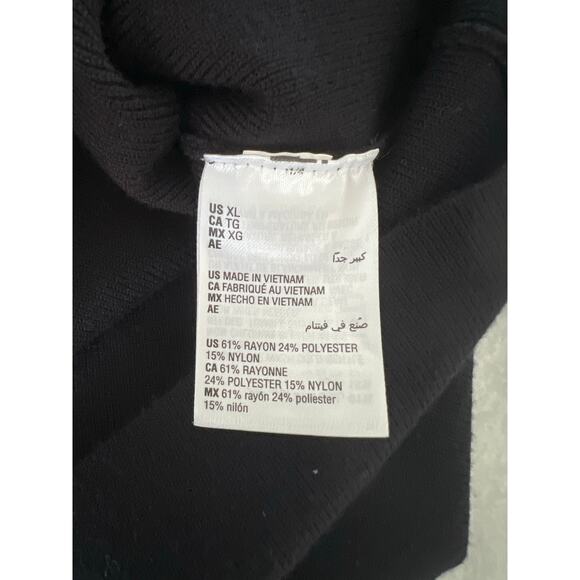 US XL
CA TG
MX XG
AE
كبير جدًا
US MADE IN VIETNAM
CA FABRIQUÉ AU VIETNAM
MX HECHO EN VIETNAM
AE
صُنع في فيتنام
US 61% RAYON 24% POLYESTER
15% NYLON
CA 61% RAYONNE
24% POLYESTER 15% NYLON
MX 61% rayón 24% poliester
15% nilón